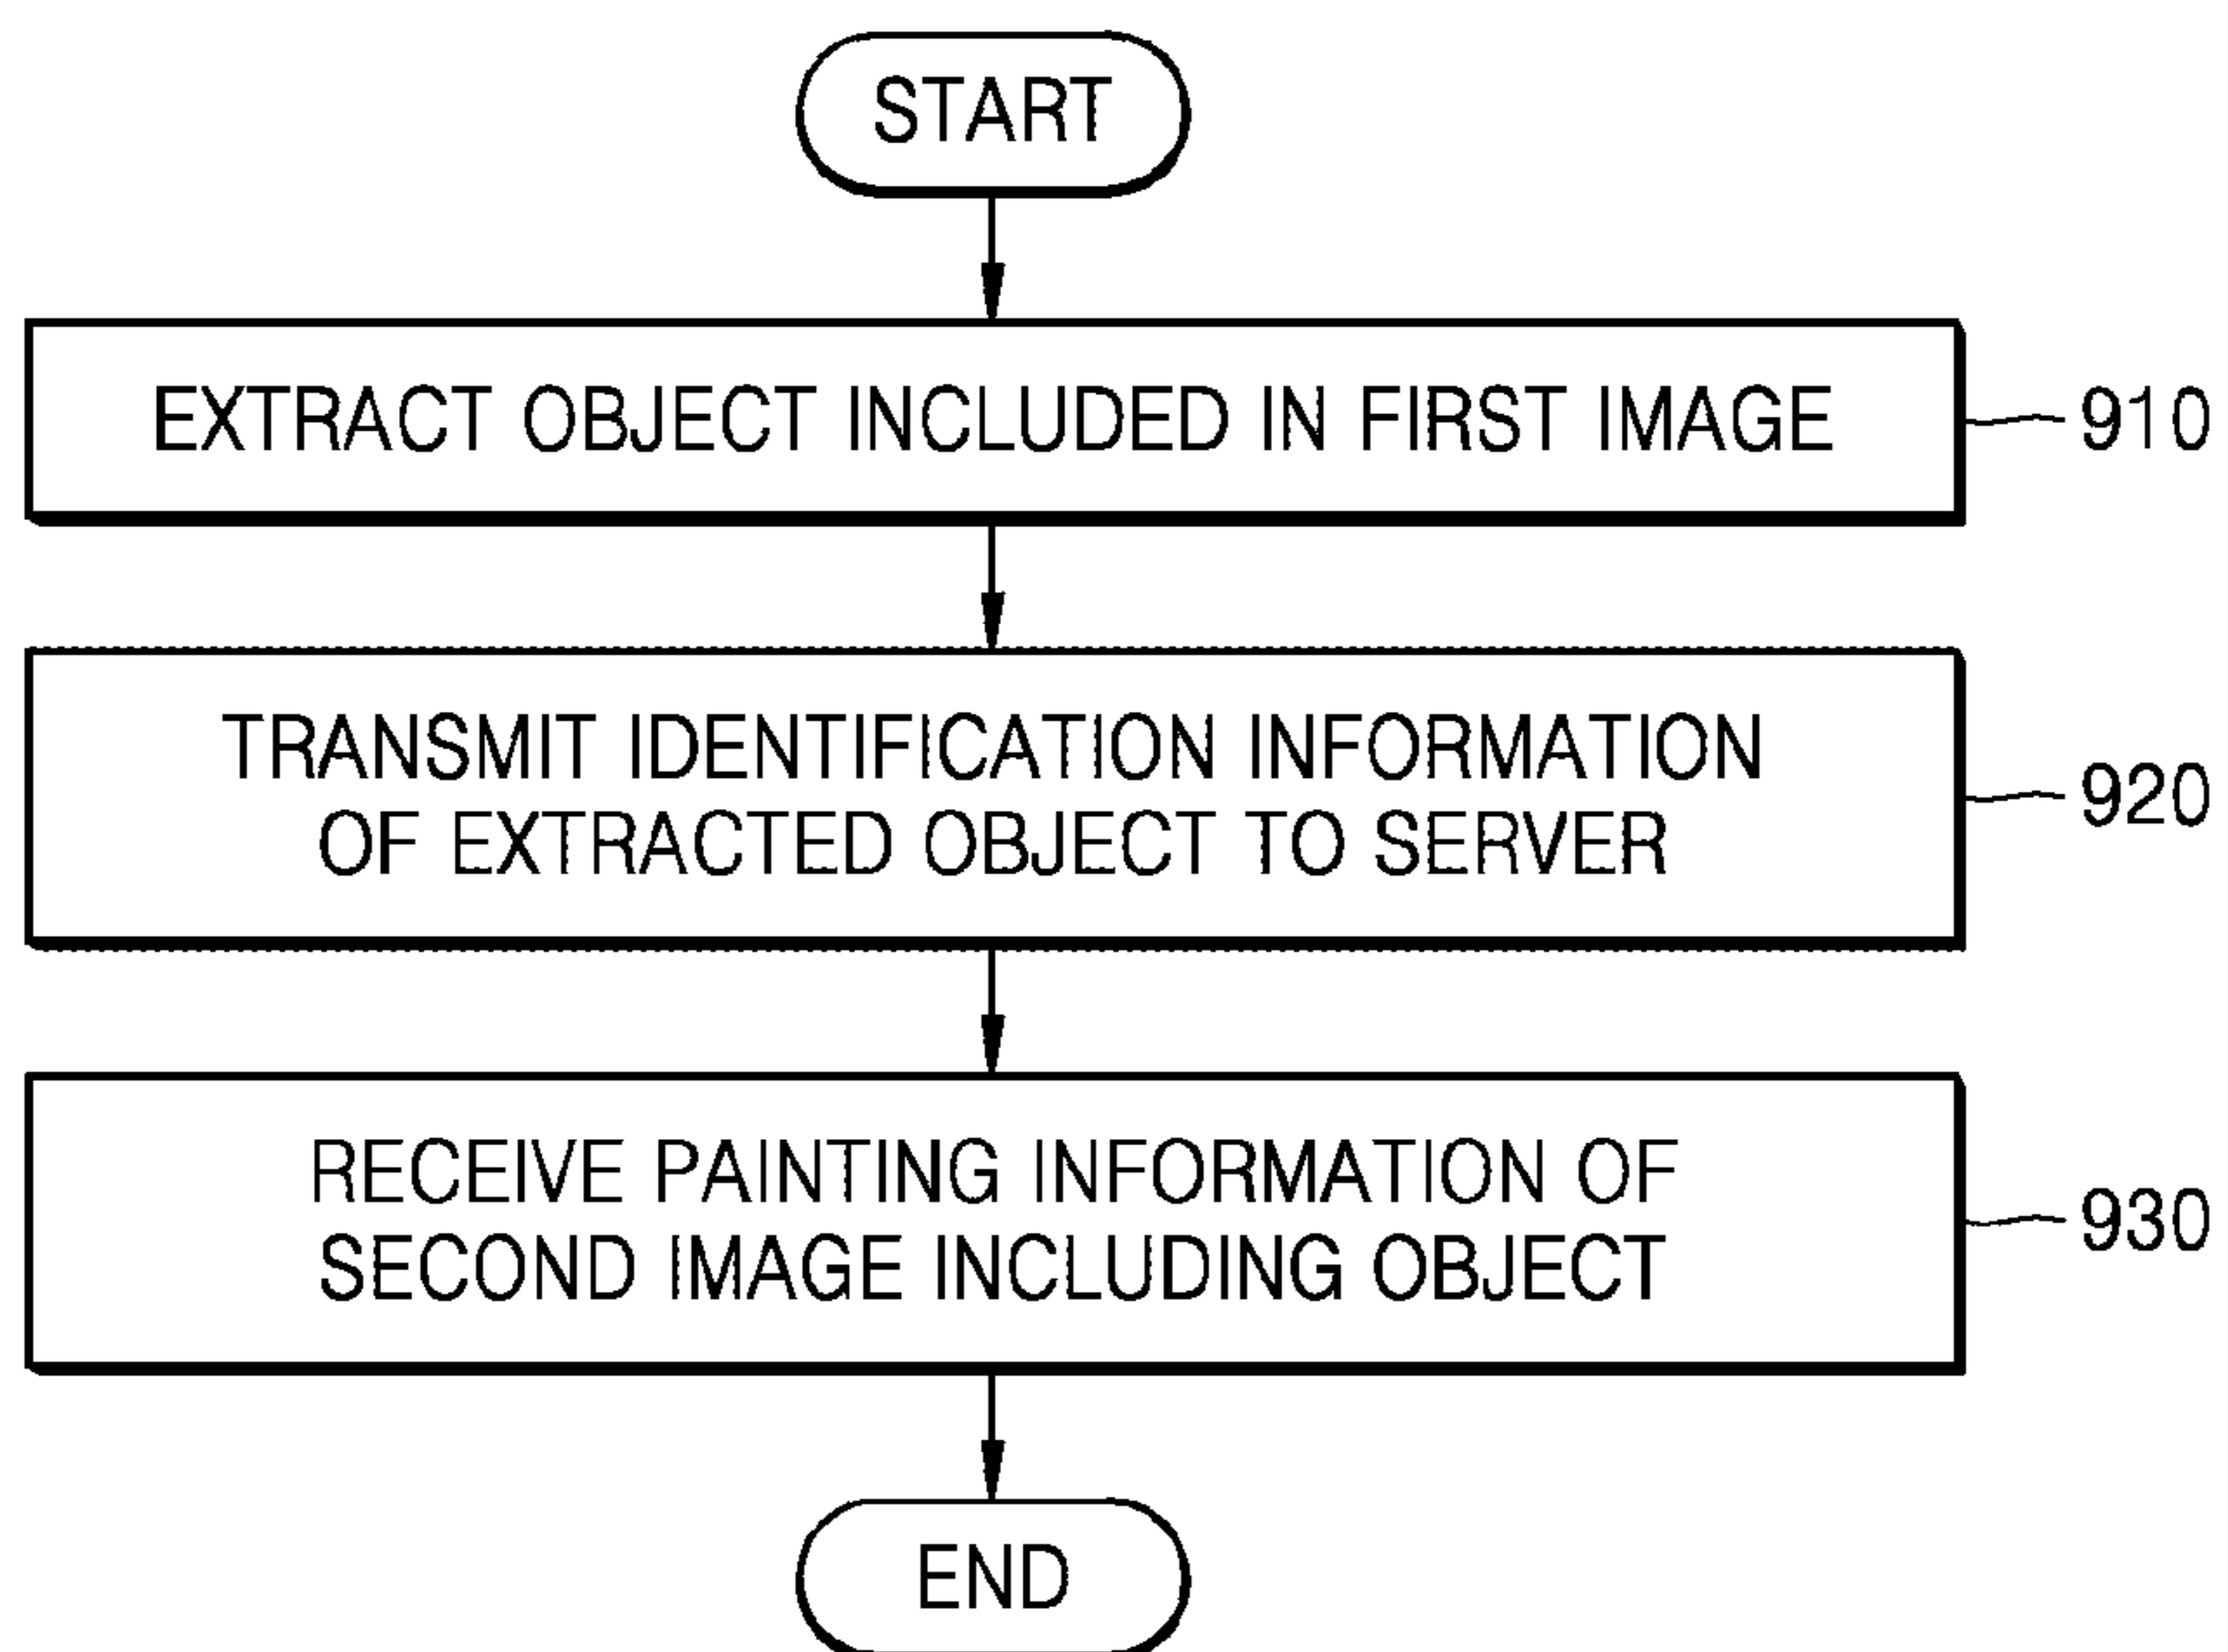 START
EXTRACT OBJECT INCLUDED IN FIRST IMAGE
910
TRANSMIT IDENTIFICATION INFORMATION
OF EXTRACTED OBJECT TO SERVER
920
RECEIVE PAINTING INFORMATION OF
SECOND IMAGE INCLUDING OBJECT
930
END